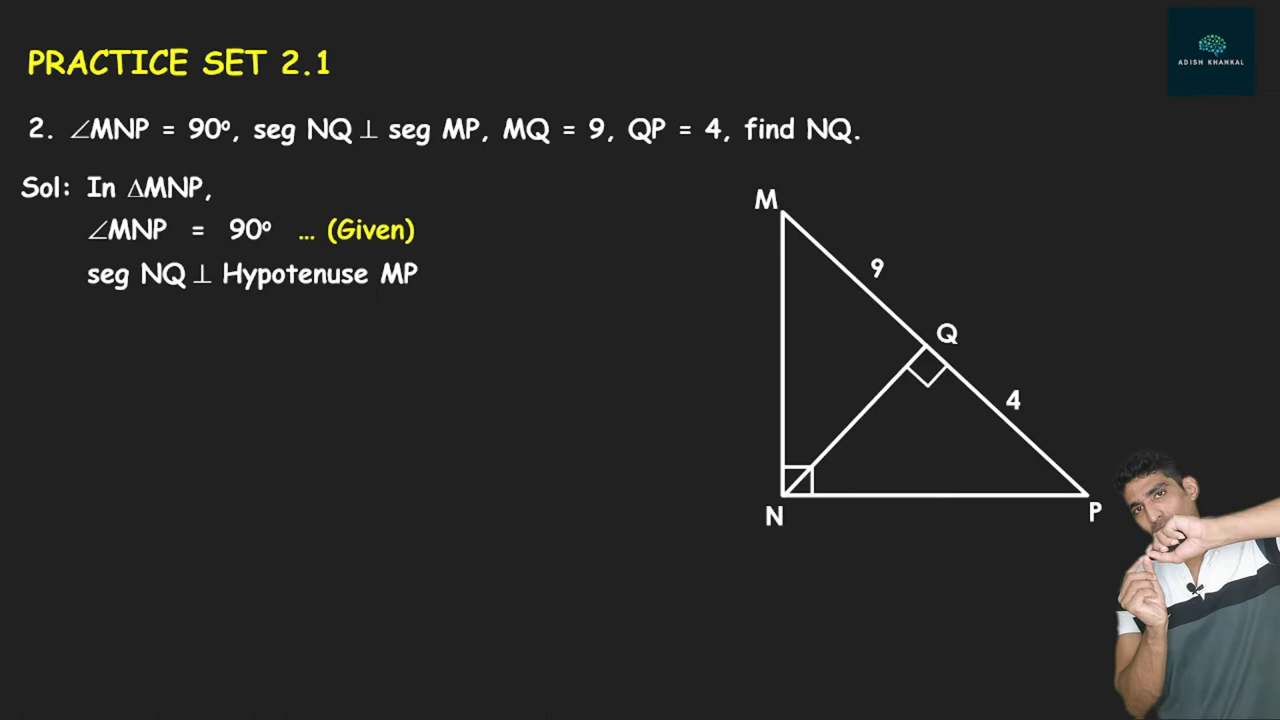 PRACTICE SET 2.1
ADISH KHANKAL
2. ∠MNP = 90°, seg NQ ⊥ seg MP, MQ = 9, QP = 4, find NQ.
Sol: In ∆MNP,
∠MNP = 90° ... (Given)
seg NQ ⊥ Hypotenuse MP
M
9
Q
4
N
P